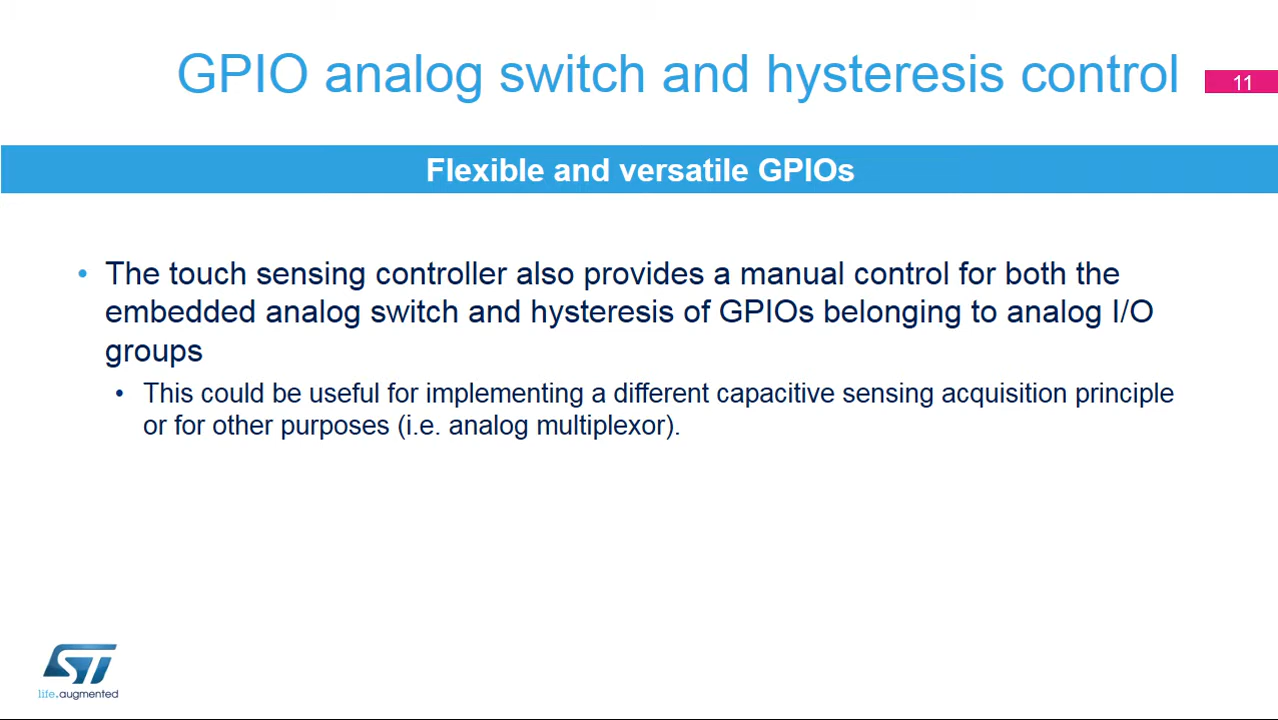 GPIO analog switch and hysteresis control
11
Flexible and versatile GPIOs
• The touch sensing controller also provides a manual control for both the
embedded analog switch and hysteresis of GPIOs belonging to analog I/O
groups
• This could be useful for implementing a different capacitive sensing acquisition principle
or for other purposes (i.e. analog multiplexor).
ST
life.augmented